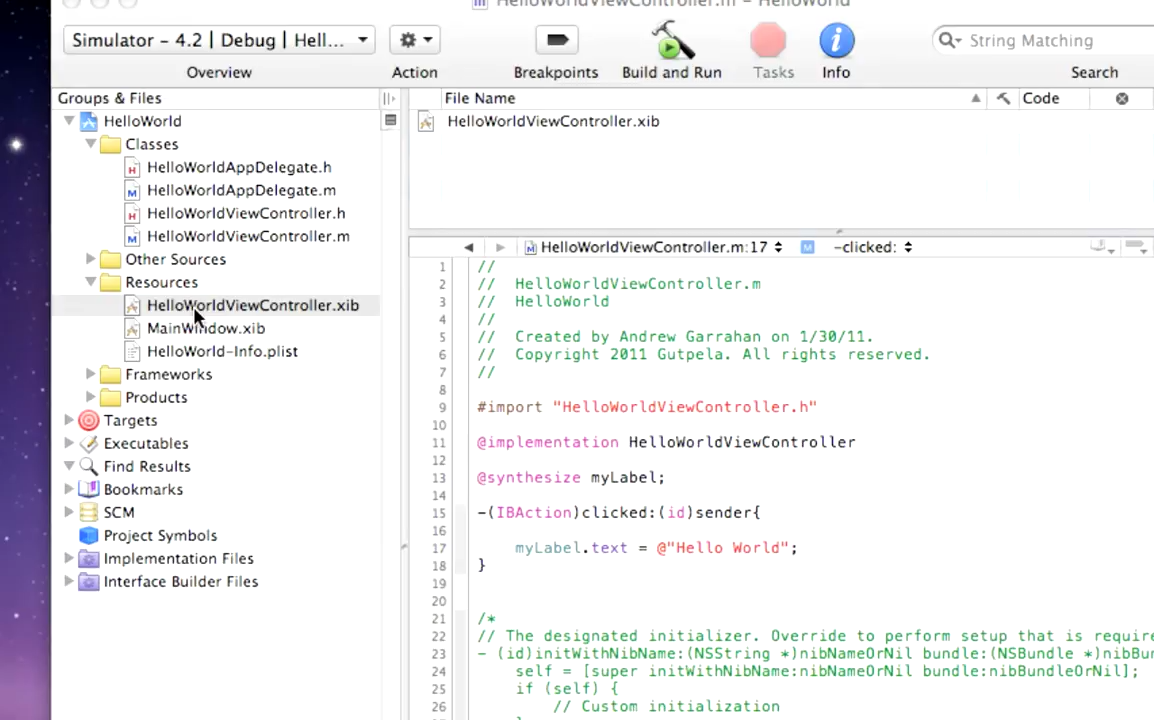 HelloWorldViewController.m - HelloWorld
Simulator - 4.2 | Debug | Hell...
String Matching
Overview
Action
Breakpoints
Build and Run
Tasks
Info
Search
Groups & Files
HelloWorld
Classes
HelloWorldAppDelegate.h
HelloWorldAppDelegate.m
HelloWorldViewController.h
HelloWorldViewController.m
Other Sources
Resources
HelloWorldViewController.xib
MainWindow.xib
HelloWorld-Info.plist
Frameworks
Products
Targets
Executables
Find Results
Bookmarks
SCM
Project Symbols
Implementation Files
Interface Builder Files
File Name
Code
HelloWorldViewController.xib
HelloWorldViewController.m:17
-clicked:
1 //
2 // HelloWorldViewController.m
3 // HelloWorld
4 //
5 // Created by Andrew Garrahan on 1/30/11.
6 // Copyright 2011 Gutpela. All rights reserved.
7 //
8
9 #import "HelloWorldViewController.h"
10
11 @implementation HelloWorldViewController
12
13 @synthesize myLabel;
14
15 -(IBAction)clicked:(id)sender{
16
17 myLabel.text = @"Hello World";
18 }
19
20
21 /*
22 // The designated initializer. Override to perform setup that is require
23 - (id)initWithNibName:(NSString *)nibNameOrNil bundle:(NSBundle *)nibBun
24 self = [super initWithNibName:nibNameOrNil bundle:nibBundleOrNil];
25 if (self) {
26 // Custom initialization